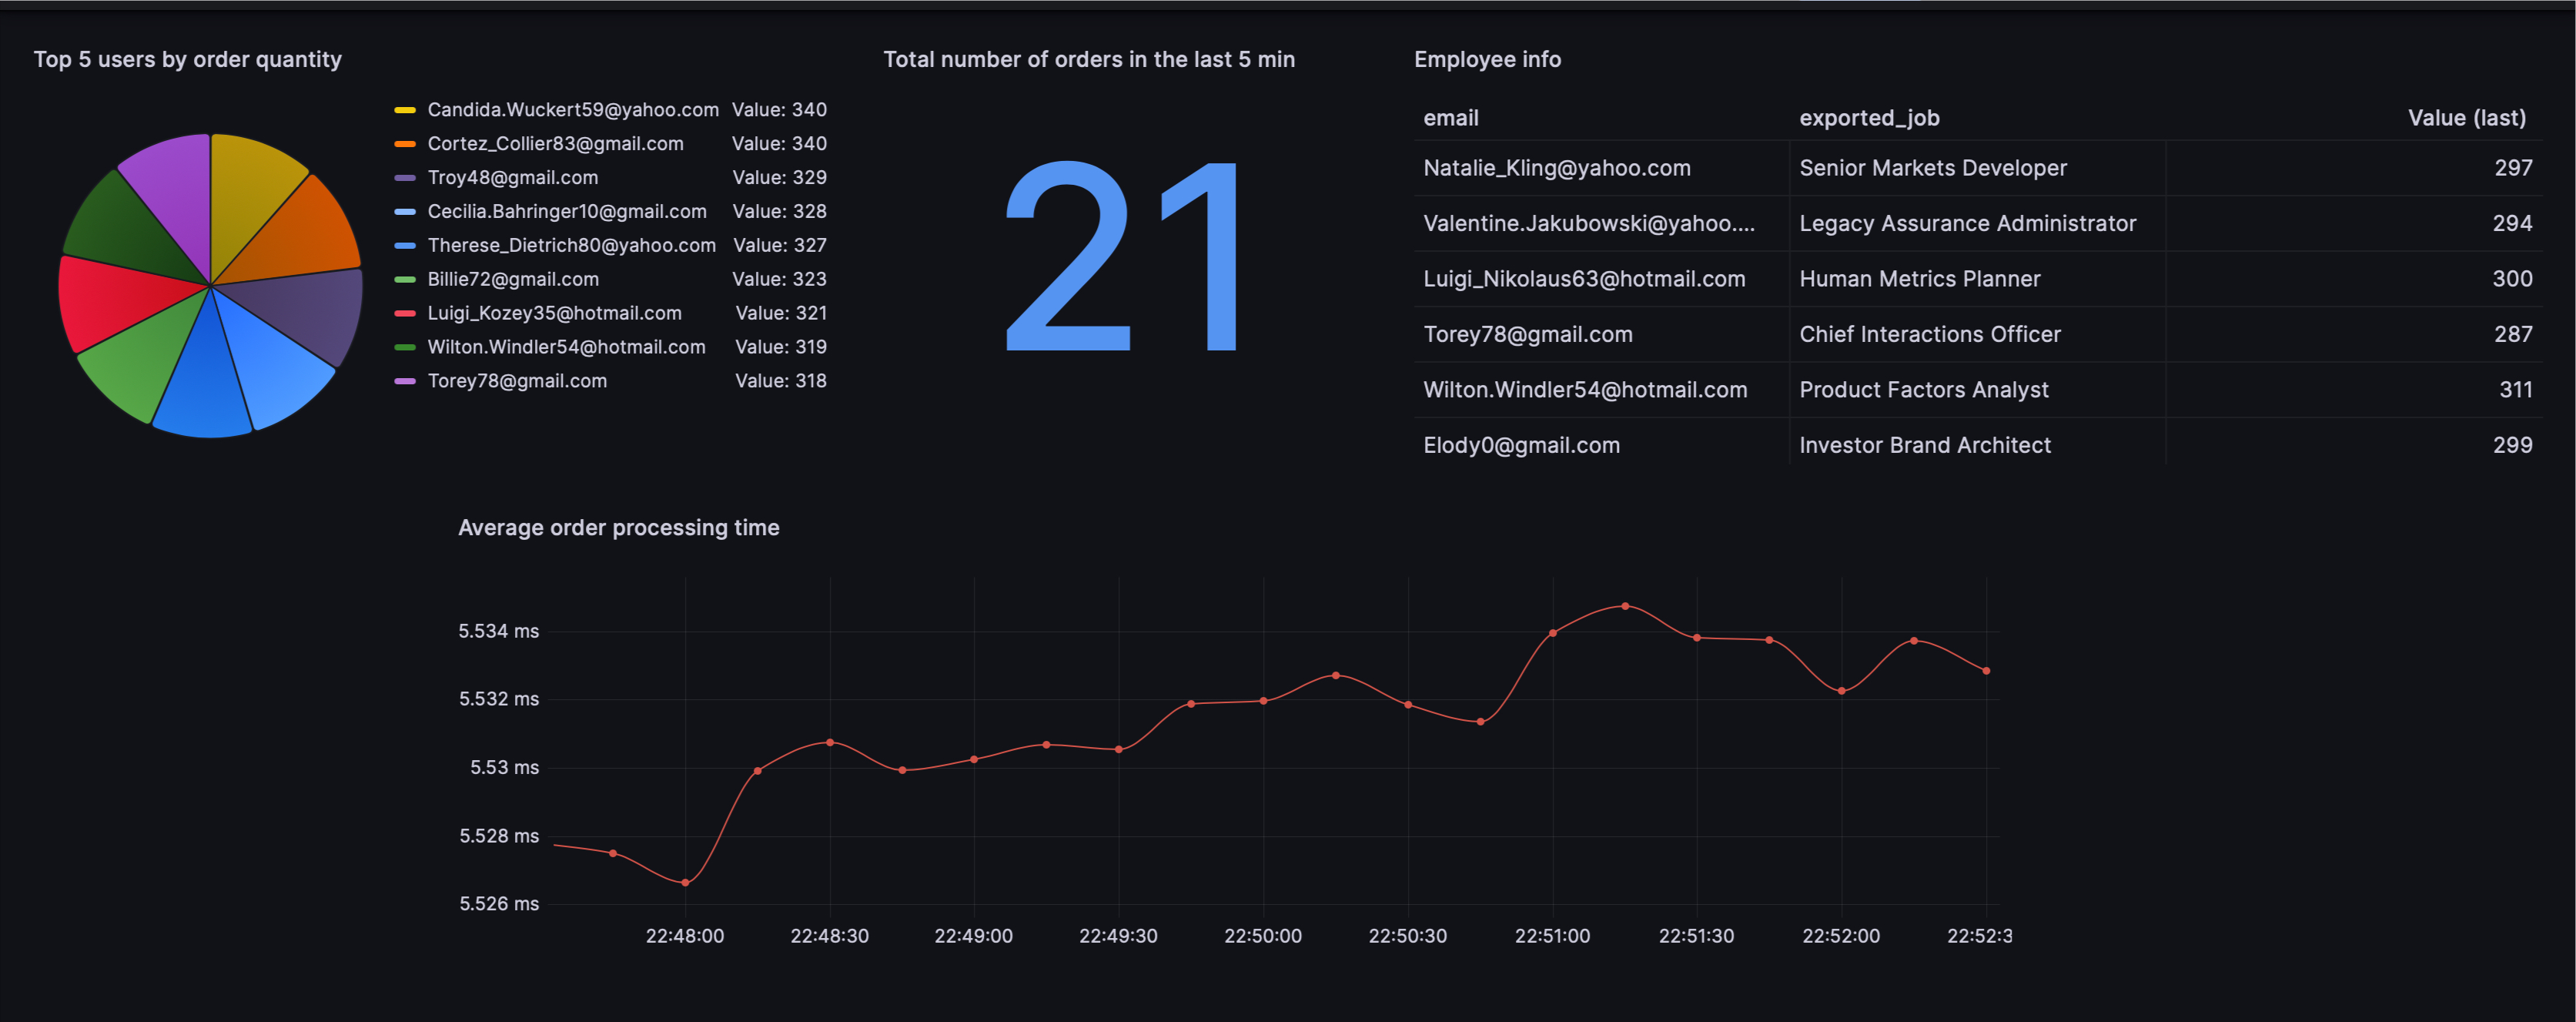 Top 5 users by order quantity
Candida.Wuckert59@yahoo.com Value: 340
Cortez_Collier83@gmail.com Value: 340
Troy48@gmail.com Value: 329
Cecilia.Bahringer10@gmail.com Value: 328
Therese_Dietrich80@yahoo.com Value: 327
Billie72@gmail.com Value: 323
Luigi_Kozey35@hotmail.com Value: 321
Wilton.Windler54@hotmail.com Value: 319
Torey78@gmail.com Value: 318
Total number of orders in the last 5 min
21
Employee info
email exported_job Value (last)
Natalie_Kling@yahoo.com Senior Markets Developer 297
Valentine.Jakubowski@yahoo.... Legacy Assurance Administrator 294
Luigi_Nikolaus63@hotmail.com Human Metrics Planner 300
Torey78@gmail.com Chief Interactions Officer 287
Wilton.Windler54@hotmail.com Product Factors Analyst 311
Elody0@gmail.com Investor Brand Architect 299
Average order processing time
5.534 ms
5.532 ms
5.53 ms
5.528 ms
5.526 ms
22:48:00 22:48:30 22:49:00 22:49:30 22:50:00 22:50:30 22:51:00 22:51:30 22:52:00 22:52:3